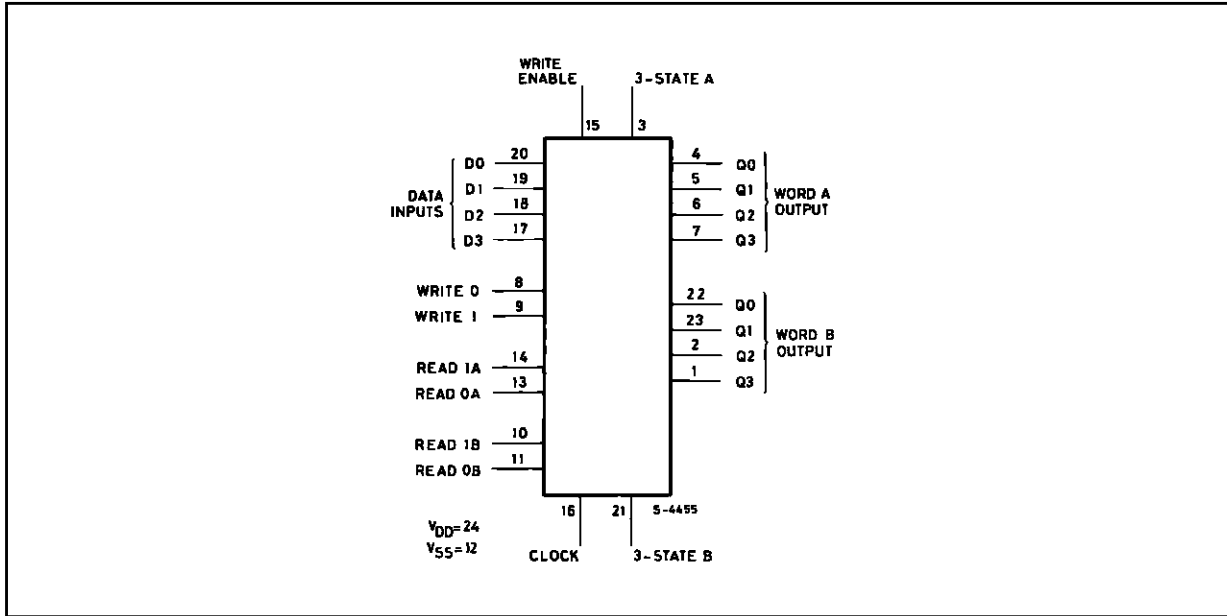 WRITE
ENABLE
3-STATE A
15
3
DATA
INPUTS
D0 20
D1 19
D2 18
D3 17
4 Q0
5 Q1
6 Q2
7 Q3
WORD A
OUTPUT
WRITE 0 8
WRITE 1 9
READ 1A 14
READ 0A 13
READ 1B 10
READ 0B 11
22 Q0
23 Q1
2 Q2
1 Q3
WORD B
OUTPUT
16
21
S-4455
VDD=24
VSS=12
CLOCK
3-STATE B